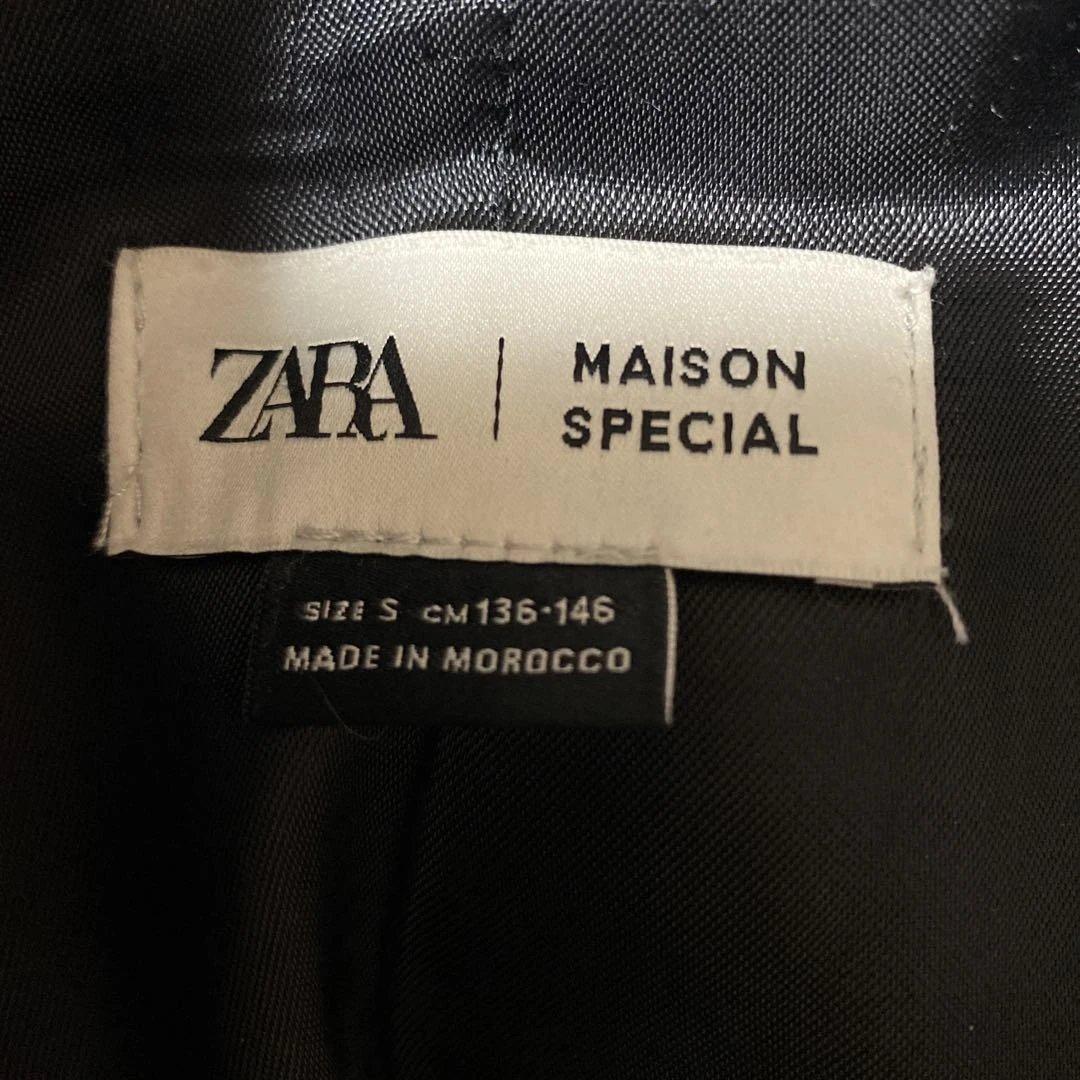 ZARA | MAISON
SPECIAL
SIZE S CM 136-146
MADE IN MOROCCO